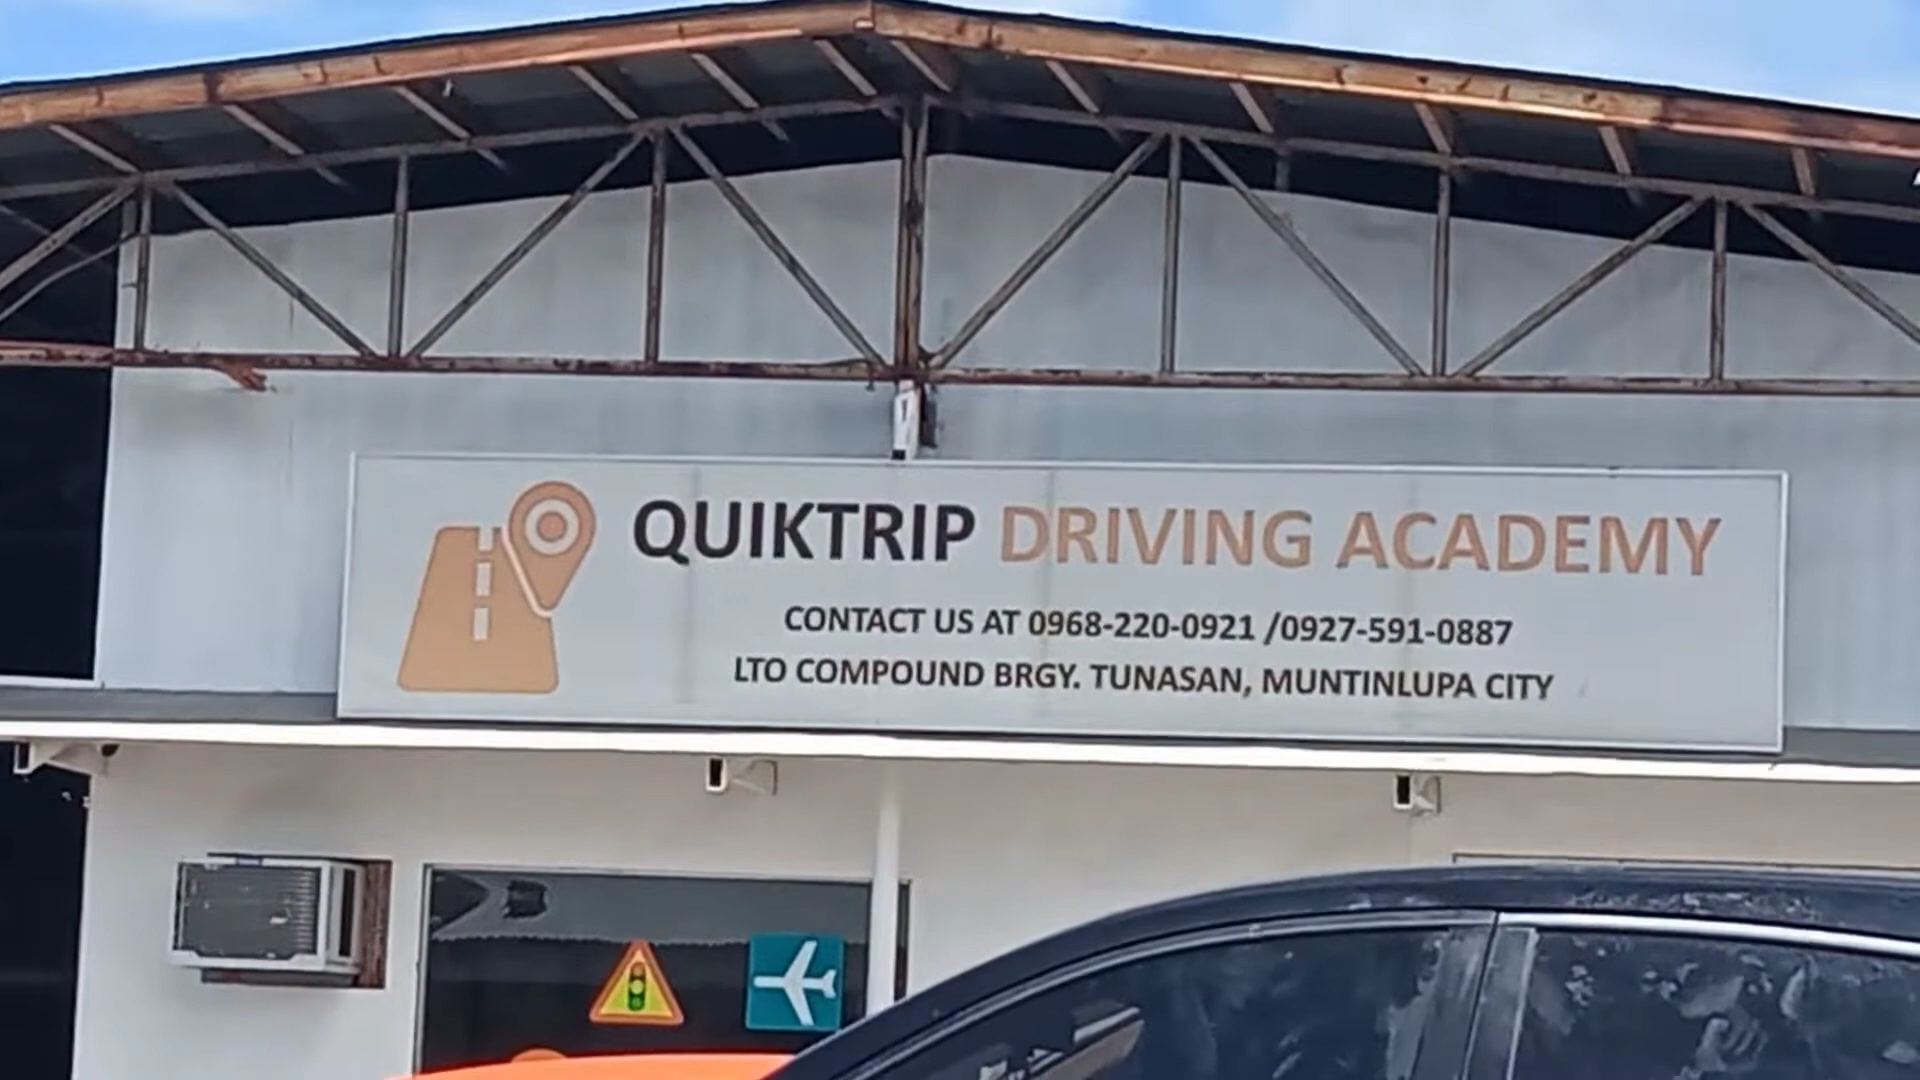 QUIKTRIP DRIVING ACADEMY
CONTACT US AT 0968-220-0921 /0927-591-0887
LTO COMPOUND BRGY. TUNASAN, MUNTINLUPA CITY